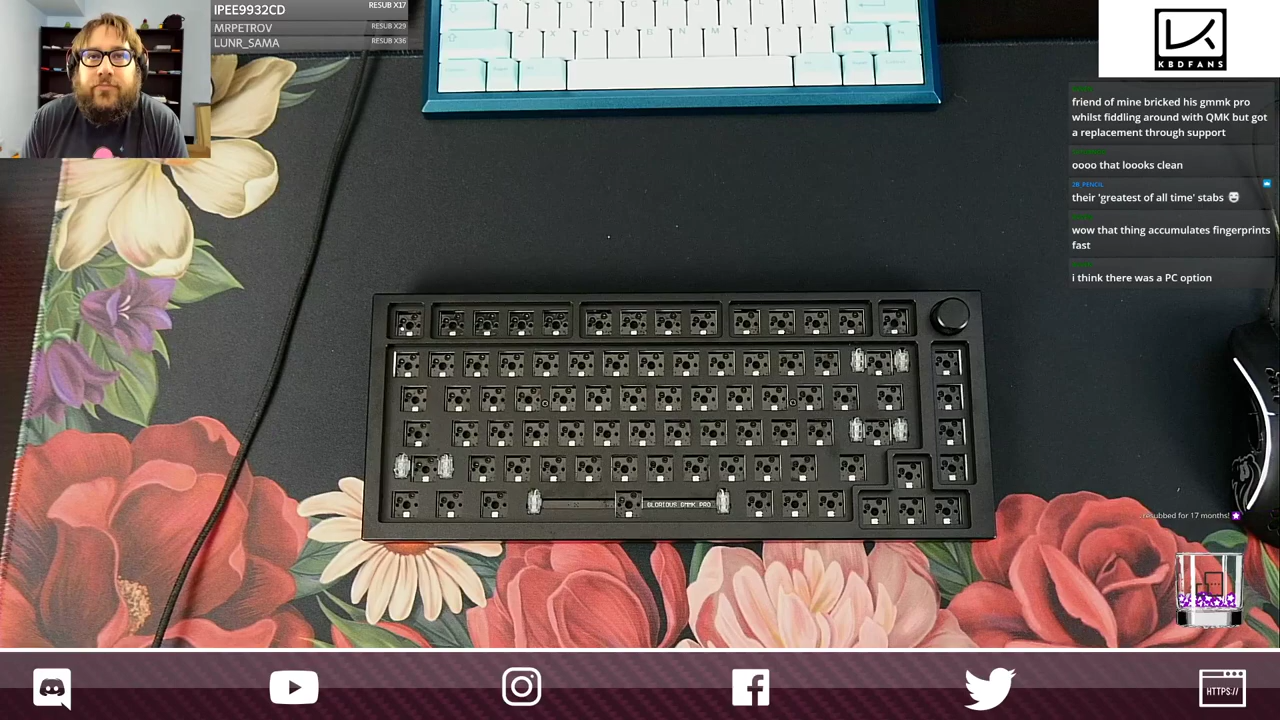 IPEE9932CD
RESUB X17
MRPETROV
RESUB X29
LUNR_SAMA
RESUB X36
KBDFANS
friend of mine bricked his gmmk pro
whilst fiddling around with QMK but got
a replacement through support
oooo that loooks clean
2B_PENCIL
their 'greatest of all time' stabs
wow that thing accumulates fingerprints
fast
i think there was a PC option
GLORIOUS GMMK PRO
resubbed for 17 months!
HTTPS://